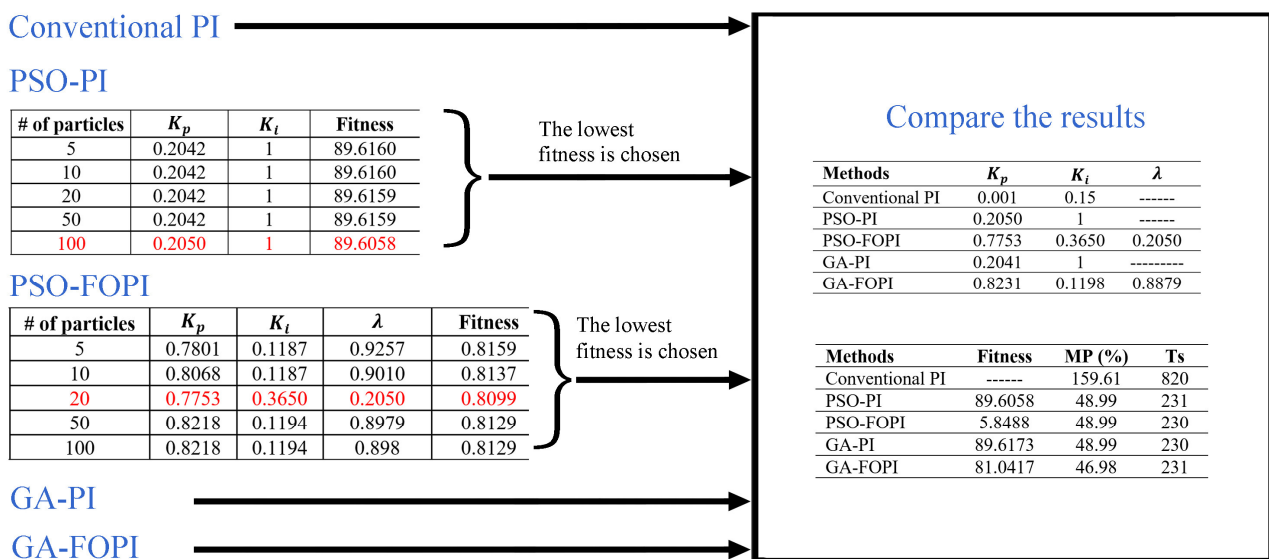 Conventional PI
PSO-PI
# of particles K_p K_i Fitness
5 0.2042 1 89.6160
10 0.2042 1 89.6160
20 0.2042 1 89.6159
50 0.2042 1 89.6159
100 0.2050 1 89.6058
The lowest
fitness is chosen
PSO-FOPI
# of particles K_p K_i λ Fitness
5 0.7801 0.1187 0.9257 0.8159
10 0.8068 0.1187 0.9010 0.8137
20 0.7753 0.3650 0.2050 0.8099
50 0.8218 0.1194 0.8979 0.8129
100 0.8218 0.1194 0.898 0.8129
The lowest
fitness is chosen
GA-PI
GA-FOPI
Compare the results
Methods K_p K_i λ
Conventional PI 0.001 0.15 ------
PSO-PI 0.2050 1 ------
PSO-FOPI 0.7753 0.3650 0.2050
GA-PI 0.2041 1 ---------
GA-FOPI 0.8231 0.1198 0.8879
Methods Fitness MP (%) Ts
Conventional PI ------ 159.61 820
PSO-PI 89.6058 48.99 231
PSO-FOPI 5.8488 48.99 230
GA-PI 89.6173 48.99 230
GA-FOPI 81.0417 46.98 231